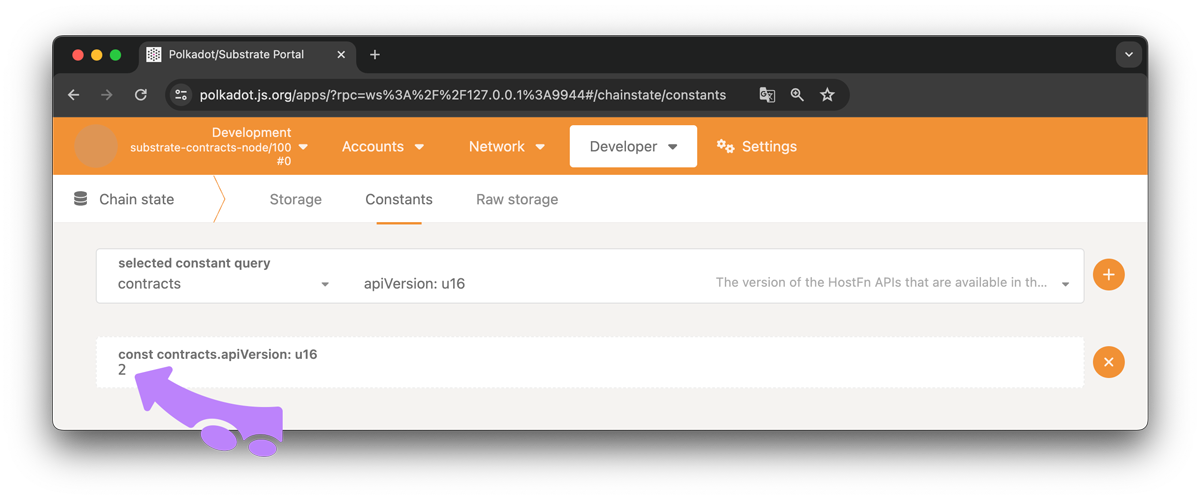 Polkadot/Substrate Portal
polkadot.js.org/apps/?rpc=ws%3A%2F%2F127.0.0.1%3A9944#/chainstate/constants
Development
substrate-contracts-node/100
#0
Accounts
Network
Developer
Settings
Chain state
Storage
Constants
Raw storage
selected constant query
contracts
apiVersion: u16
The version of the HostFn APIs that are available in th...
const contracts.apiVersion: u16
2